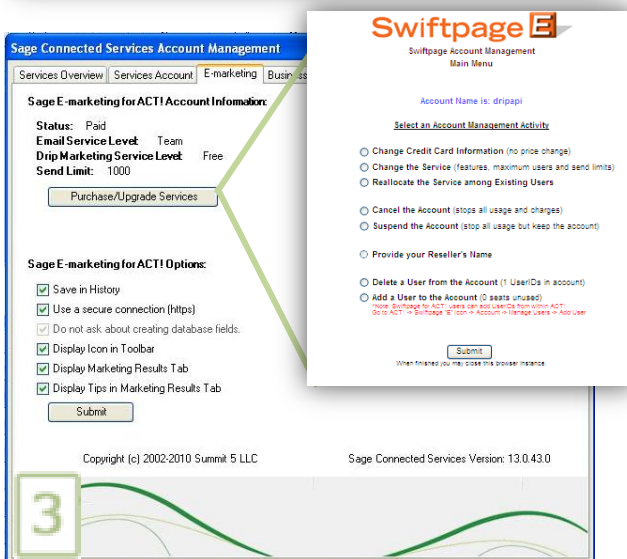 Sage Connected Services Account Management
Services Overview
Services Account
E-marketing
Business
Sage E-marketing for ACT! Account Information:
Status: Paid
Email Service Level: Team
Drip Marketing Service Level: Free
Send Limit: 1000
Purchase/Upgrade Services
Sage E-marketing for ACT! Options:
Save in History
Use a secure connection (https)
Do not ask about creating database fields.
Display Icon in Toolbar
Display Marketing Results Tab
Display Tips in Marketing Results Tab
Submit
Copyright (c) 2002-2010 Summit 5 LLC
Sage Connected Services Version: 13.0.43.0
3
Swiftpage E
Swiftpage Account Management
Main Menu
Account Name is: dripapi
Select an Account Management Activity
Change Credit Card Information (no price change)
Change the Service (features, maximum users and send limits)
Reallocate the Service among Existing Users
Cancel the Account (stops all usage and charges)
Suspend the Account (stop all usage but keep the account)
Provide your Reseller's Name
Delete a User from the Account (1 UserIDs in account)
Add a User to the Account (0 seats unused)
*Note: Swiftpage for ACT! users can add UserIDs from within ACT!
Go to ACT! -> Swiftpage "E" Icon -> Account -> Manage Users -> Add User
Submit
When finished you may close this browser instance.